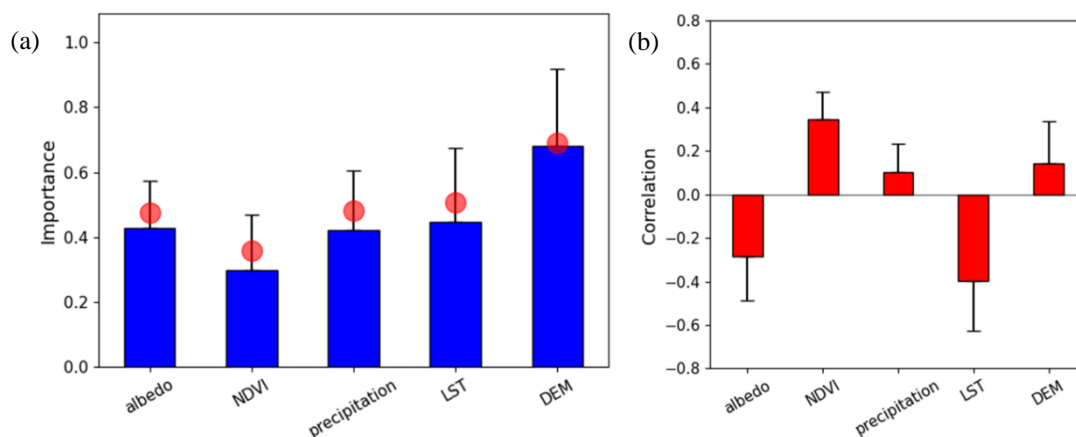 (a)
Importance
1.0
0.8
0.6
0.4
0.2
0.0
albedo
NDVI
precipitation
LST
DEM
(b)
Correlation
0.8
0.6
0.4
0.2
0.0
−0.2
−0.4
−0.6
−0.8
albedo
NDVI
precipitation
LST
DEM